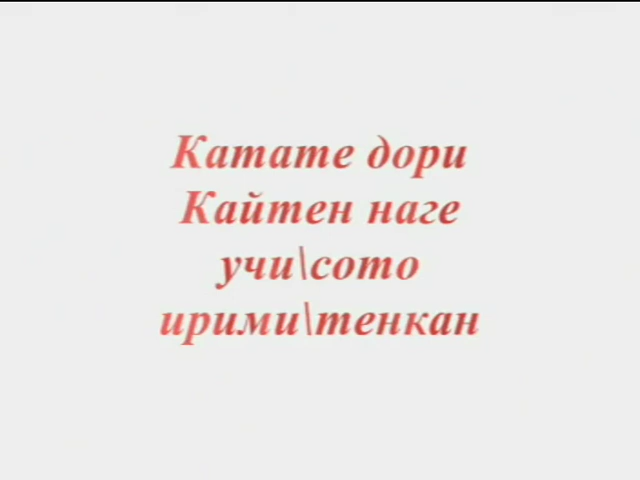 Катате дори
Кайтен наге
учи\сото
ирими\тенкан